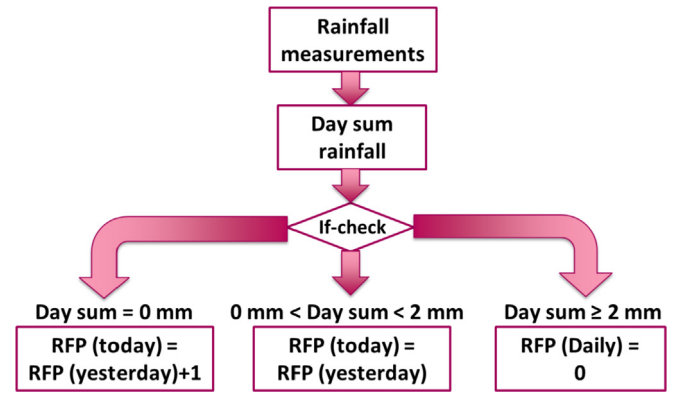 Rainfall
measurements
Day sum
rainfall
If-check
Day sum = 0 mm
RFP (today) =
RFP (yesterday)+1
0 mm < Day sum < 2 mm
RFP (today) =
RFP (yesterday)
Day sum ≥ 2 mm
RFP (Daily) =
0